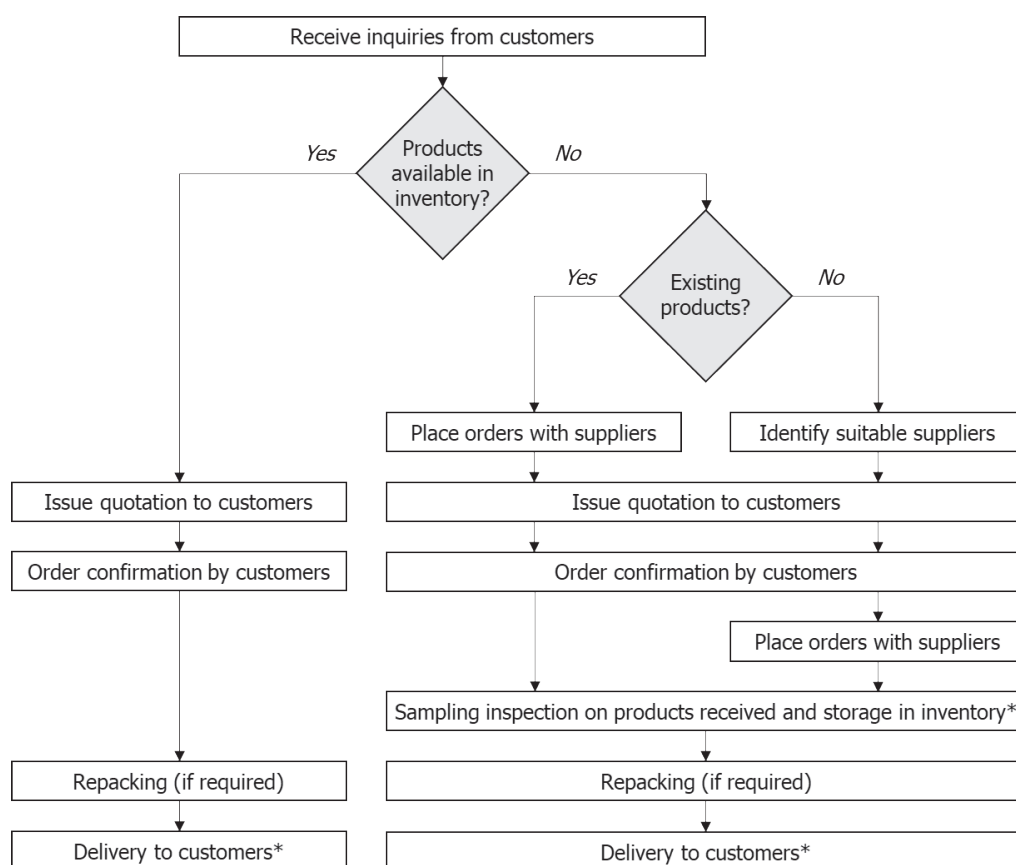 Receive inquiries from customers
Products
available in
inventory?
Yes
No
Existing
products?
Yes
No
Place orders with suppliers
Identify suitable suppliers
Issue quotation to customers
Issue quotation to customers
Order confirmation by customers
Order confirmation by customers
Place orders with suppliers
Sampling inspection on products received and storage in inventory*
Repacking (if required)
Repacking (if required)
Delivery to customers*
Delivery to customers*